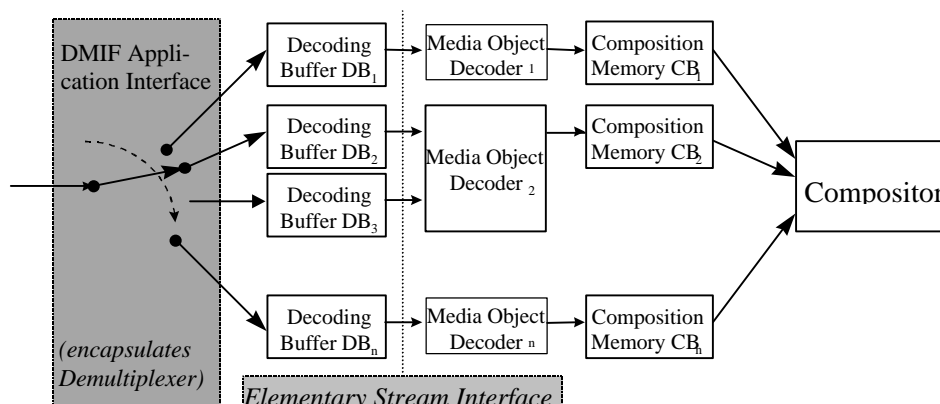 DMIF Appli-
cation Interface
(encapsulates
Demultiplexer)
Decoding
Buffer DB1
Media Object
Decoder 1
Composition
Memory CB1
Decoding
Buffer DB2
Media Object
Decoder 2
Composition
Memory CB2
Decoding
Buffer DB3
Compositor
Decoding
Buffer DBn
Media Object
Decoder n
Composition
Memory CBn
Elementary Stream Interface